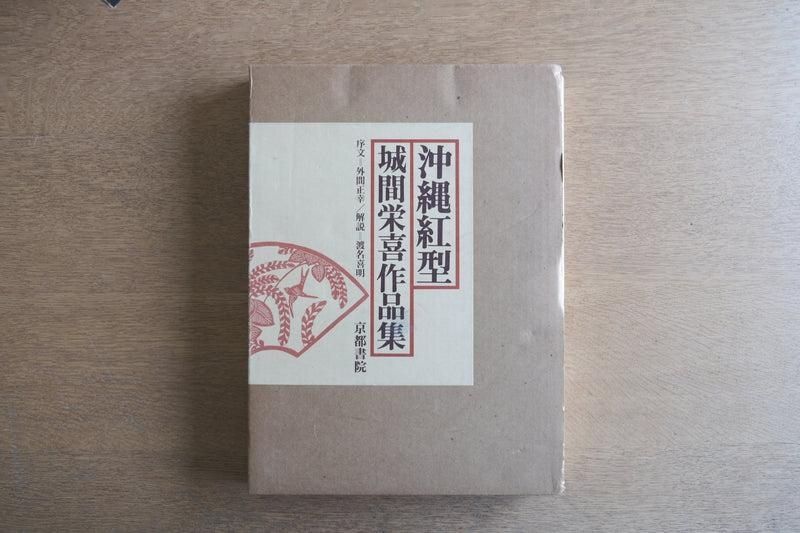 沖縄紅型
城間栄喜作品集
序文=外間正幸/解説=渡名喜明
京都書院